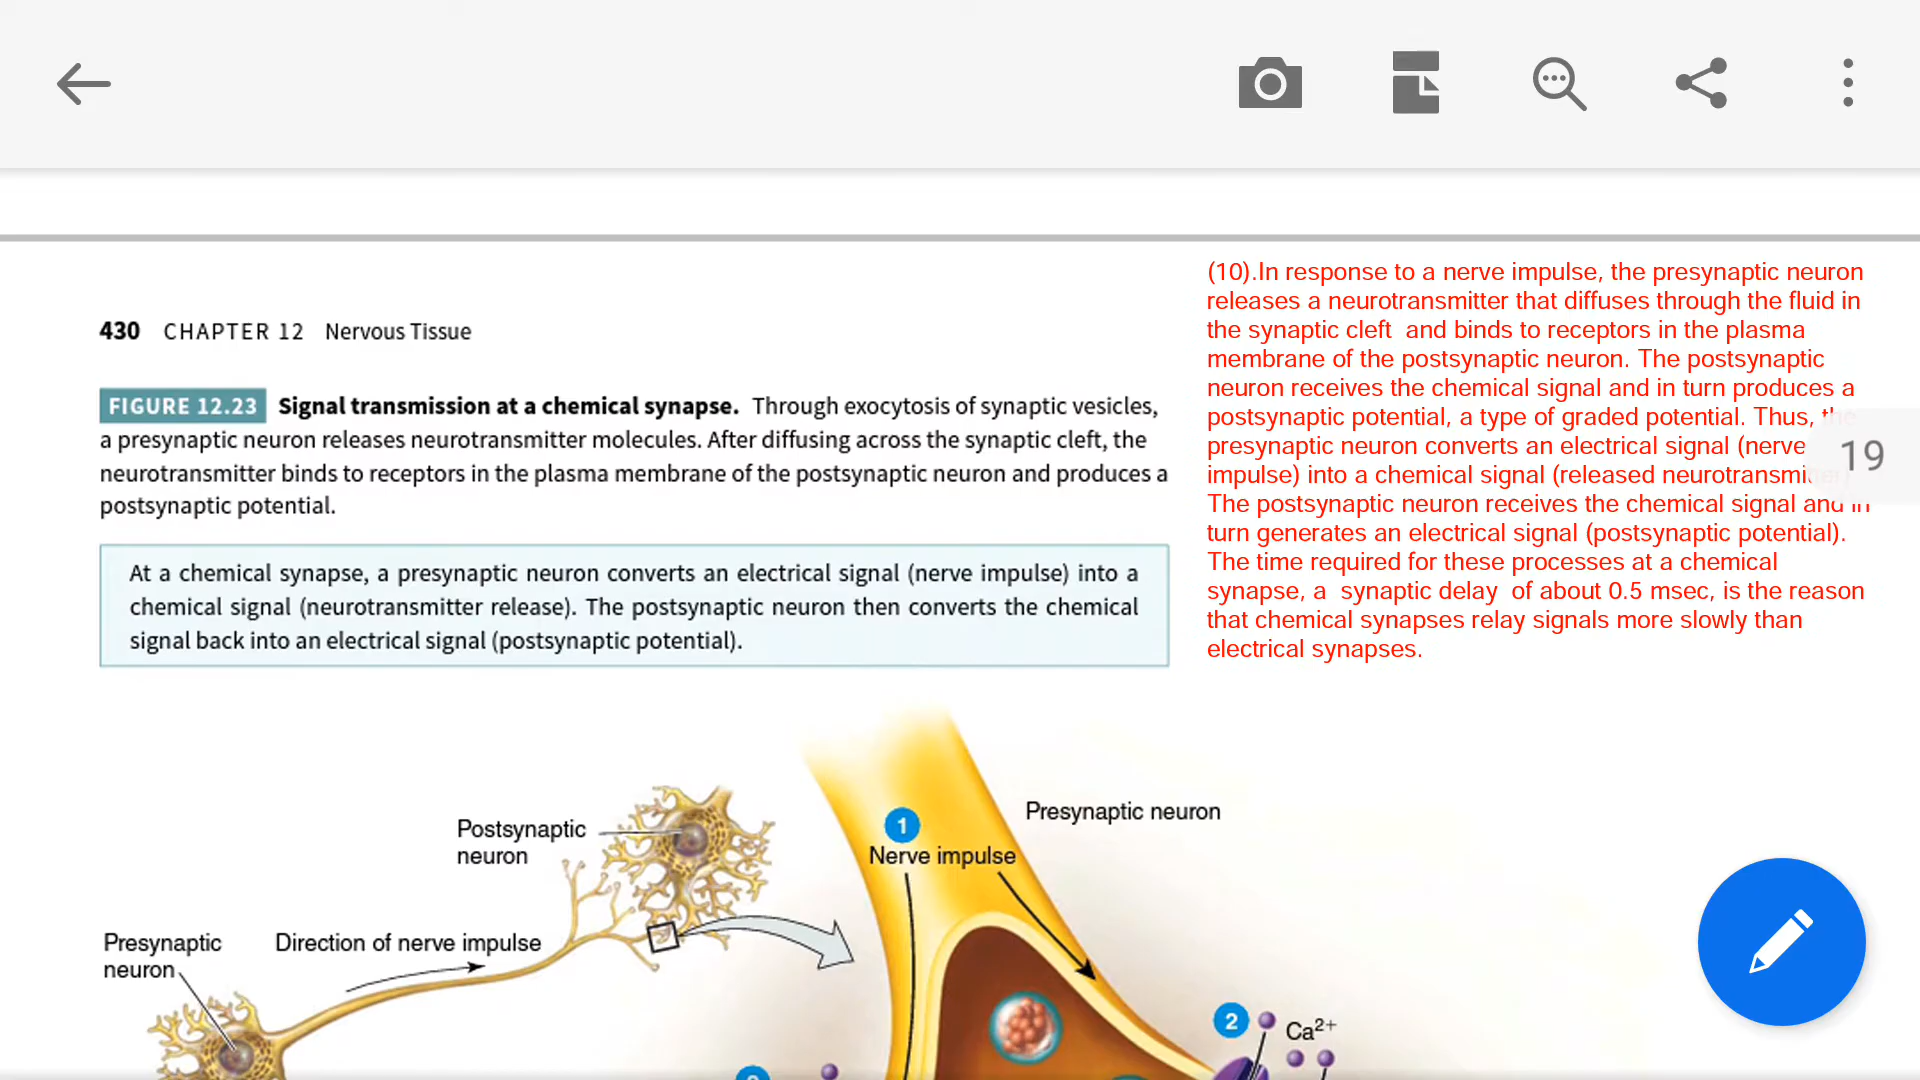 (10).In response to a nerve impulse, the presynaptic neuron
releases a neurotransmitter that diffuses through the fluid in
the synaptic cleft and binds to receptors in the plasma
membrane of the postsynaptic neuron. The postsynaptic
neuron receives the chemical signal and in turn produces a
postsynaptic potential, a type of graded potential. Thus, the
presynaptic neuron converts an electrical signal (nerve
impulse) into a chemical signal (released
The postsynaptic neuron receives the chemical signal and in
turn generates an electrical signal (postsynaptic potential).
The time required for these processes at a chemical
synapse, a synaptic delay of about 0.5 msec, is the reason
that chemical synapses relay signals more slowly than
electrical synapses.
19
430 CHAPTER 12 Nervous Tissue
FIGURE 12.23 Signal transmission at a chemical synapse. Through exocytosis of synaptic vesicles,
a presynaptic neuron releases neurotransmitter molecules. After diffusing across the synaptic cleft, the
neurotransmitter binds to receptors in the plasma membrane of the postsynaptic neuron and produces a
postsynaptic potential.
At a chemical synapse, a presynaptic neuron converts an electrical signal (nerve impulse) into a
chemical signal (neurotransmitter release). The postsynaptic neuron then converts the chemical
signal back into an electrical signal (postsynaptic potential).
Postsynaptic
neuron
1
Nerve impulse
Presynaptic neuron
Presynaptic
neuron
Direction of nerve impulse
2
Ca²⁺